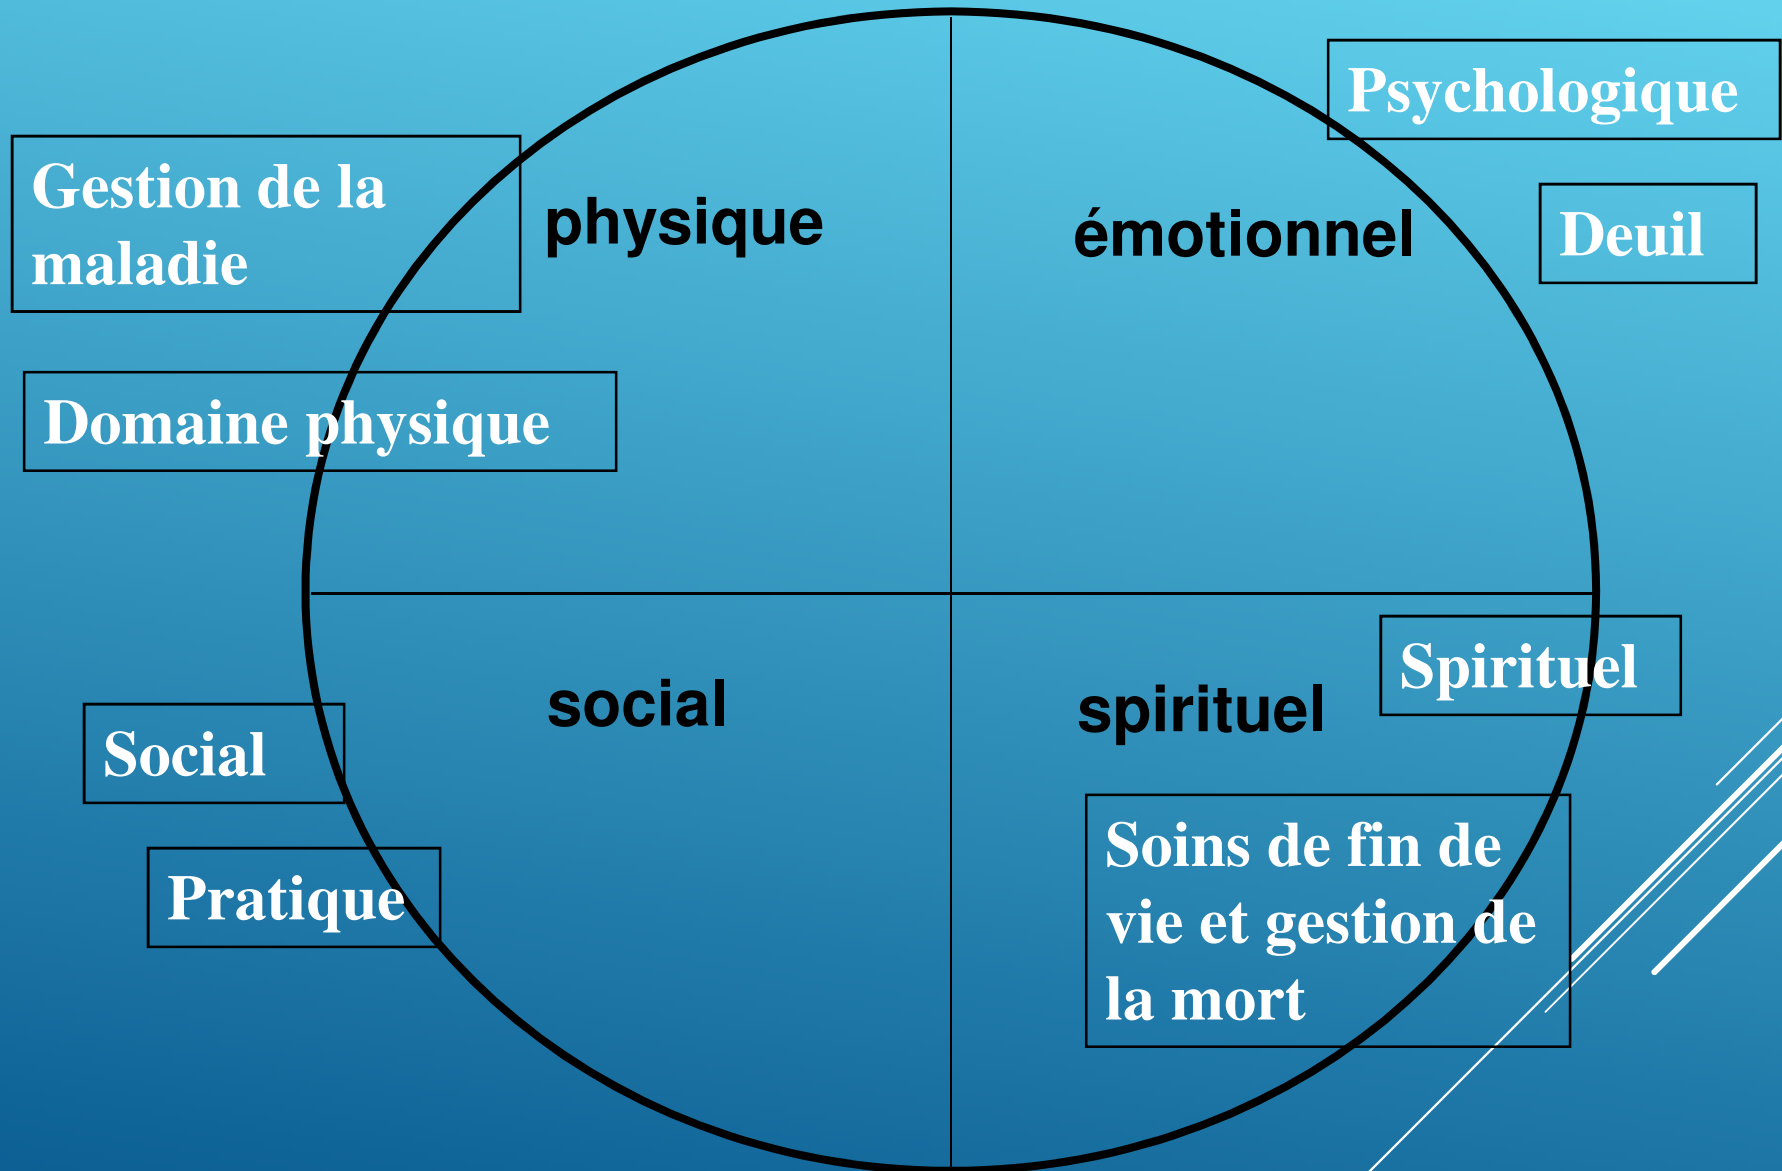 Psychologique
Gestion de la
maladie
physique
émotionnel
Deuil
Domaine physique
Spirituel
social
spirituel
Social
Pratique
Soins de fin de
vie et gestion de
la mort